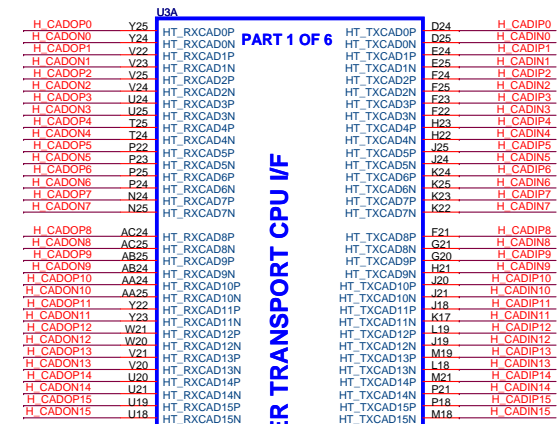 U3A
PART 1 OF 6
H_CADOP0 Y25 HT_RXCAD0P HT_TXCAD0P D24 H_CADIP0
H_CADON0 Y24 HT_RXCAD0N HT_TXCAD0N D25 H_CADIN0
H_CADOP1 V22 HT_RXCAD1P HT_TXCAD1P E24 H_CADIP1
H_CADON1 V23 HT_RXCAD1N HT_TXCAD1N E25 H_CADIN1
H_CADOP2 V25 HT_RXCAD2P HT_TXCAD2P F24 H_CADIP2
H_CADON2 V24 HT_RXCAD2N HT_TXCAD2N F25 H_CADIN2
H_CADOP3 U24 HT_RXCAD3P HT_TXCAD3P F23 H_CADIP3
H_CADON3 U25 HT_RXCAD3N HT_TXCAD3N F22 H_CADIN3
H_CADOP4 T25 HT_RXCAD4P HT_TXCAD4P H23 H_CADIP4
H_CADON4 T24 HT_RXCAD4N HT_TXCAD4N H22 H_CADIN4
H_CADOP5 P22 HT_RXCAD5P HT_TXCAD5P J25 H_CADIP5
H_CADON5 P23 HT_RXCAD5N HT_TXCAD5N J24 H_CADIN5
H_CADOP6 P25 HT_RXCAD6P HT_TXCAD6P K24 H_CADIP6
H_CADON6 P24 HT_RXCAD6N HT_TXCAD6N K25 H_CADIN6
H_CADOP7 N24 HT_RXCAD7P HT_TXCAD7P K23 H_CADIP7
H_CADON7 N25 HT_RXCAD7N HT_TXCAD7N K22 H_CADIN7
H_CADOP8 AC24 HT_RXCAD8P HT_TXCAD8P F21 H_CADIP8
H_CADON8 AC25 HT_RXCAD8N HT_TXCAD8N G21 H_CADIN8
H_CADOP9 AB25 HT_RXCAD9P HT_TXCAD9P G20 H_CADIP9
H_CADON9 AB24 HT_RXCAD9N HT_TXCAD9N H21 H_CADIN9
H_CADOP10 AA24 HT_RXCAD10P HT_TXCAD10P J20 H_CADIP10
H_CADON10 AA25 HT_RXCAD10N HT_TXCAD10N J21 H_CADIN10
H_CADOP11 Y22 HT_RXCAD11P HT_TXCAD11P J18 H_CADIP11
H_CADON11 Y23 HT_RXCAD11N HT_TXCAD11N K17 H_CADIN11
H_CADOP12 W21 HT_RXCAD12P HT_TXCAD12P L19 H_CADIP12
H_CADON12 W20 HT_RXCAD12N HT_TXCAD12N J19 H_CADIN12
H_CADOP13 V21 HT_RXCAD13P HT_TXCAD13P M19 H_CADIP13
H_CADON13 V20 HT_RXCAD13N HT_TXCAD13N L18 H_CADIN13
H_CADOP14 U20 HT_RXCAD14P HT_TXCAD14P M21 H_CADIP14
H_CADON14 U21 HT_RXCAD14N HT_TXCAD14N P21 H_CADIN14
H_CADOP15 U19 HT_RXCAD15P HT_TXCAD15P P18 H_CADIP15
H_CADON15 U18 HT_RXCAD15N HT_TXCAD15N M18 H_CADIN15
ER TRANSPORT CPU I/F